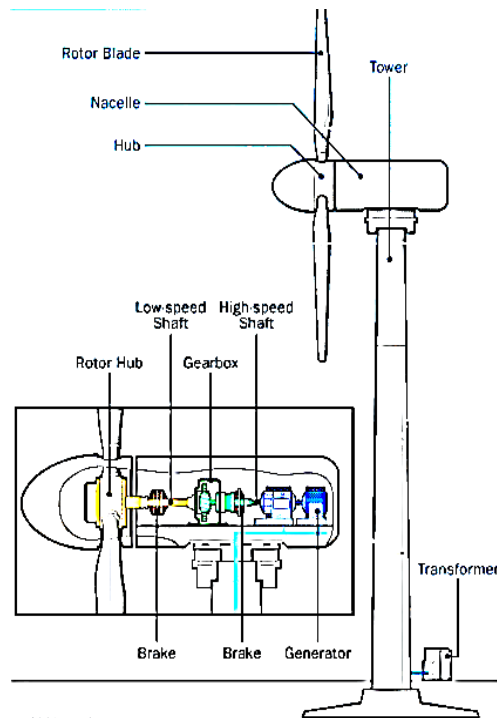 Rotor Blade
Tower
Nacelle
Hub
Low-speed
Shaft
High-speed
Shaft
Rotor Hub
Gearbox
Transformer
Brake
Brake
Generator